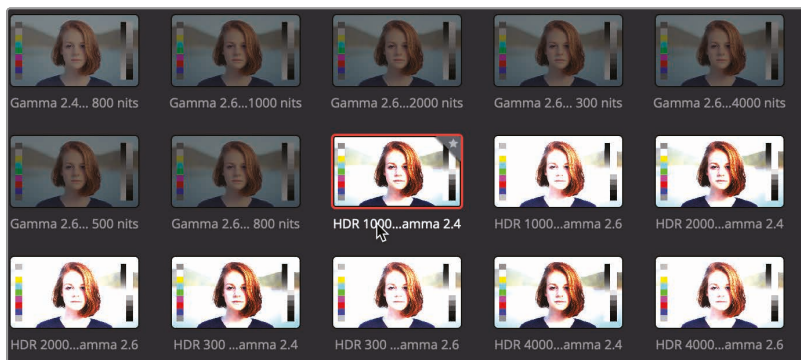 Gamma 2.4... 800 nits
Gamma 2.6...1000 nits
Gamma 2.6...2000 nits
Gamma 2.6... 300 nits
Gamma 2.6...4000 nits
Gamma 2.6... 500 nits
Gamma 2.6... 800 nits
HDR 1000...amma 2.4
HDR 1000...amma 2.6
HDR 2000...amma 2.4
HDR 2000...amma 2.6
HDR 300 ...amma 2.4
HDR 300 ...amma 2.6
HDR 4000...amma 2.4
HDR 4000...amma 2.6